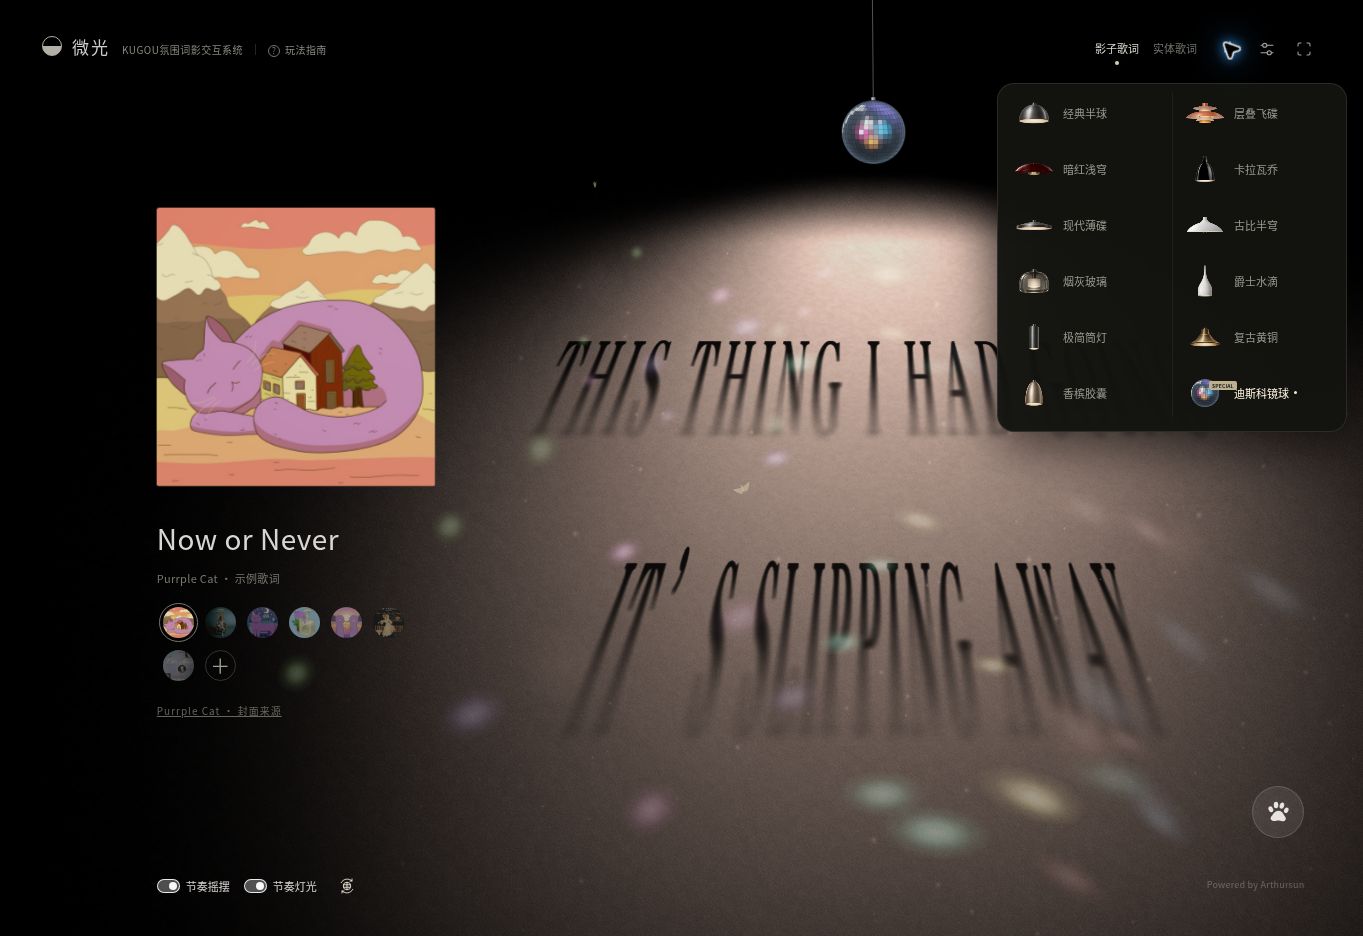 微光 KUGOU氛围词影交互系统 ? 玩法指南
影子歌词 实体歌词
经典半球 层叠飞碟
暗红浅穹 卡拉瓦乔
现代薄碟 古比半穹
烟灰玻璃 爵士水滴
极简筒灯 复古黄铜
香槟胶囊 SPECIAL 迪斯科镜球
THIS THING I HAD
IT’S SLIPPING AWAY
Now or Never
Purrple Cat · 示例歌词
Purrple Cat · 封面来源
节奏摇摆 节奏灯光
Powered by Arthursun